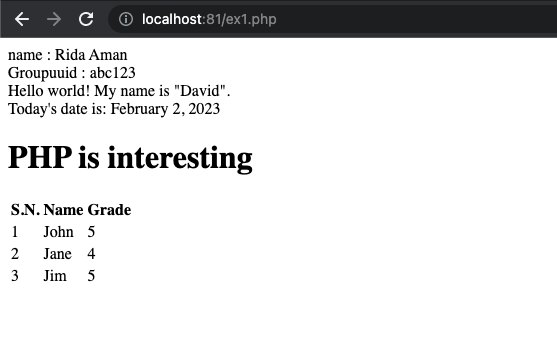 localhost:81/ex1.php
name : Rida Aman
Groupuuid : abc123
Hello world! My name is "David".
Today's date is: February 2, 2023
PHP is interesting
S.N. Name Grade
1 John 5
2 Jane 4
3 Jim 5